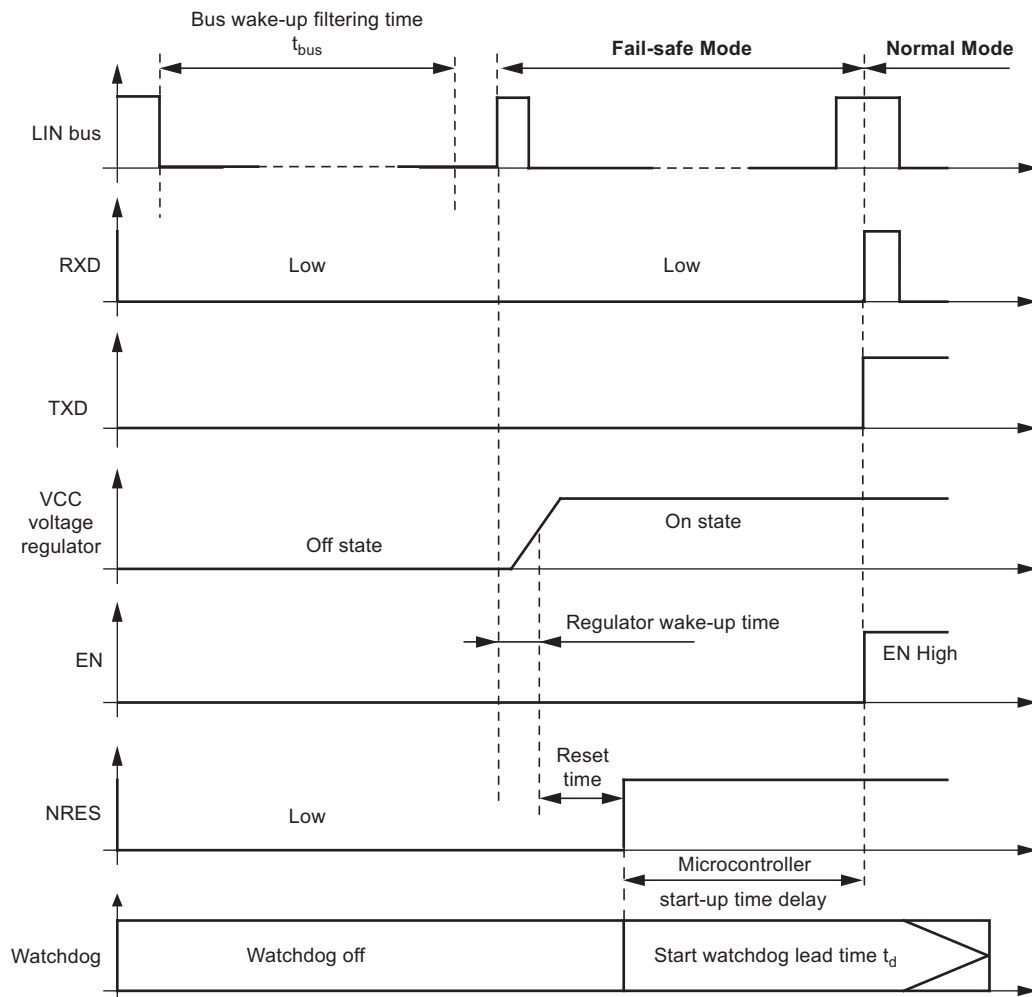 Bus wake-up filtering time
tbus
Fail-safe Mode
Normal Mode
LIN bus
RXD
Low
Low
TXD
VCC
voltage
regulator
Off state
On state
Regulator wake-up time
EN
EN High
Reset
time
NRES
Low
Microcontroller
start-up time delay
Watchdog
Watchdog off
Start watchdog lead time td